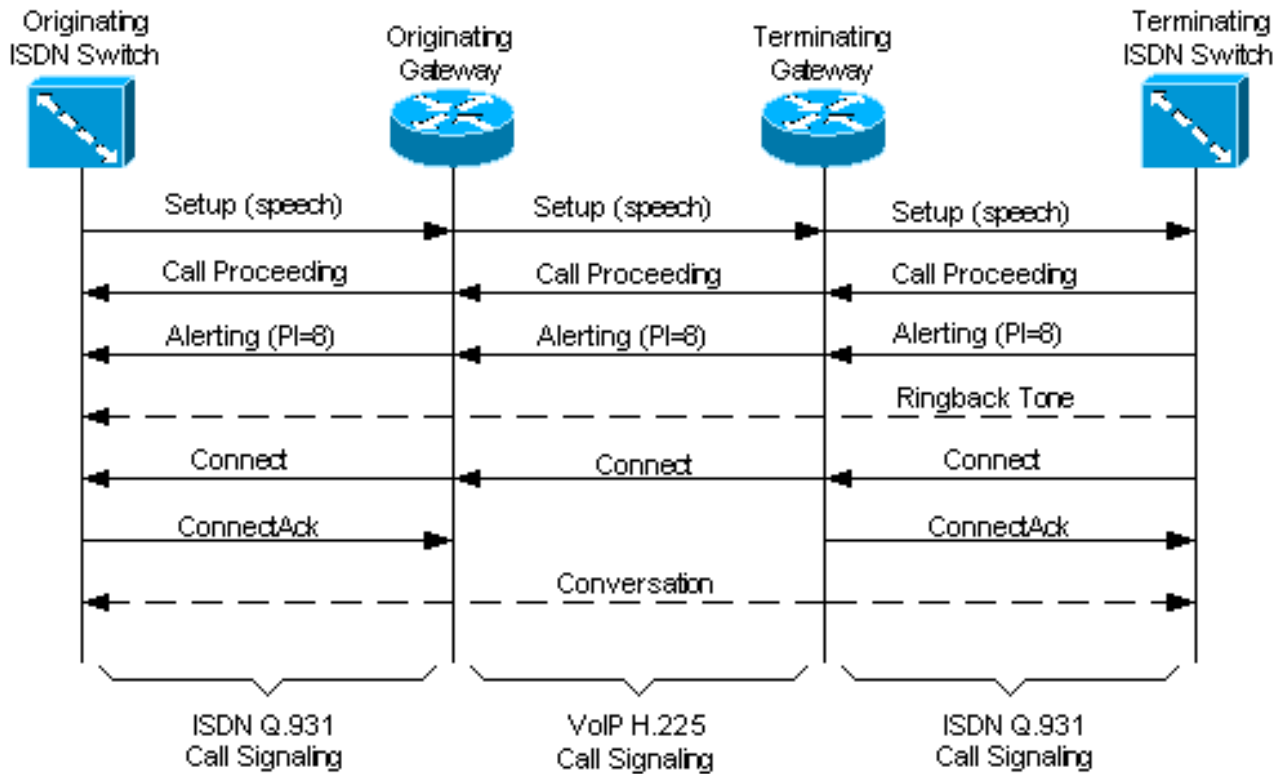 Originating
ISDN Switch
Originating
Gateway
Terminating
Gateway
Terminating
ISDN Switch
Setup (speech)
Setup (speech)
Setup (speech)
Call Proceeding
Call Proceeding
Call Proceeding
Alerting (PI=8)
Alerting (PI=8)
Alerting (PI=8)
Ringback Tone
Connect
Connect
Connect
ConnectAck
ConnectAck
Conversation
ISDN Q.931
Call Signaling
VoIP H.225
Call Signaling
ISDN Q.931
Call Signaling